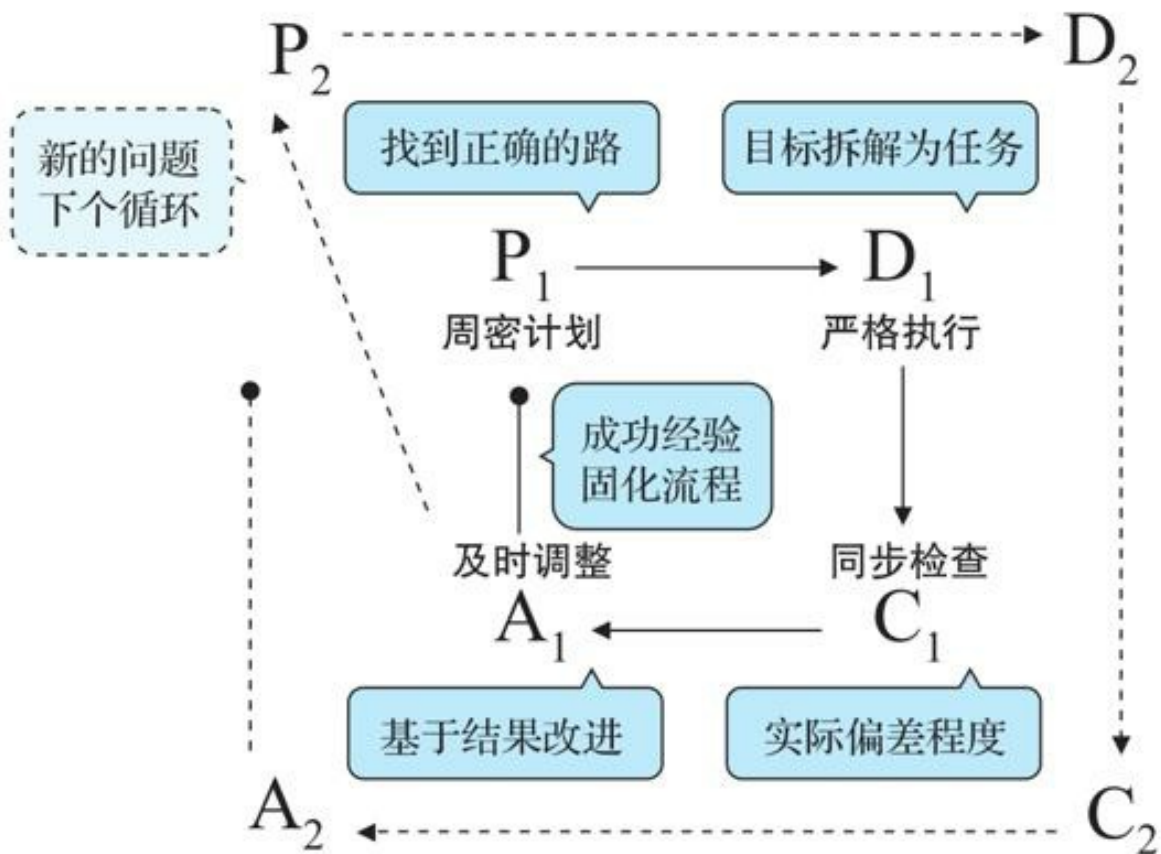 P₂
D₂
新的问题
下个循环
找到正确的路
目标拆解为任务
P₁
D₁
周密计划
严格执行
成功经验
固化流程
及时调整
同步检查
A₁
C₁
基于结果改进
实际偏差程度
A₂
C₂